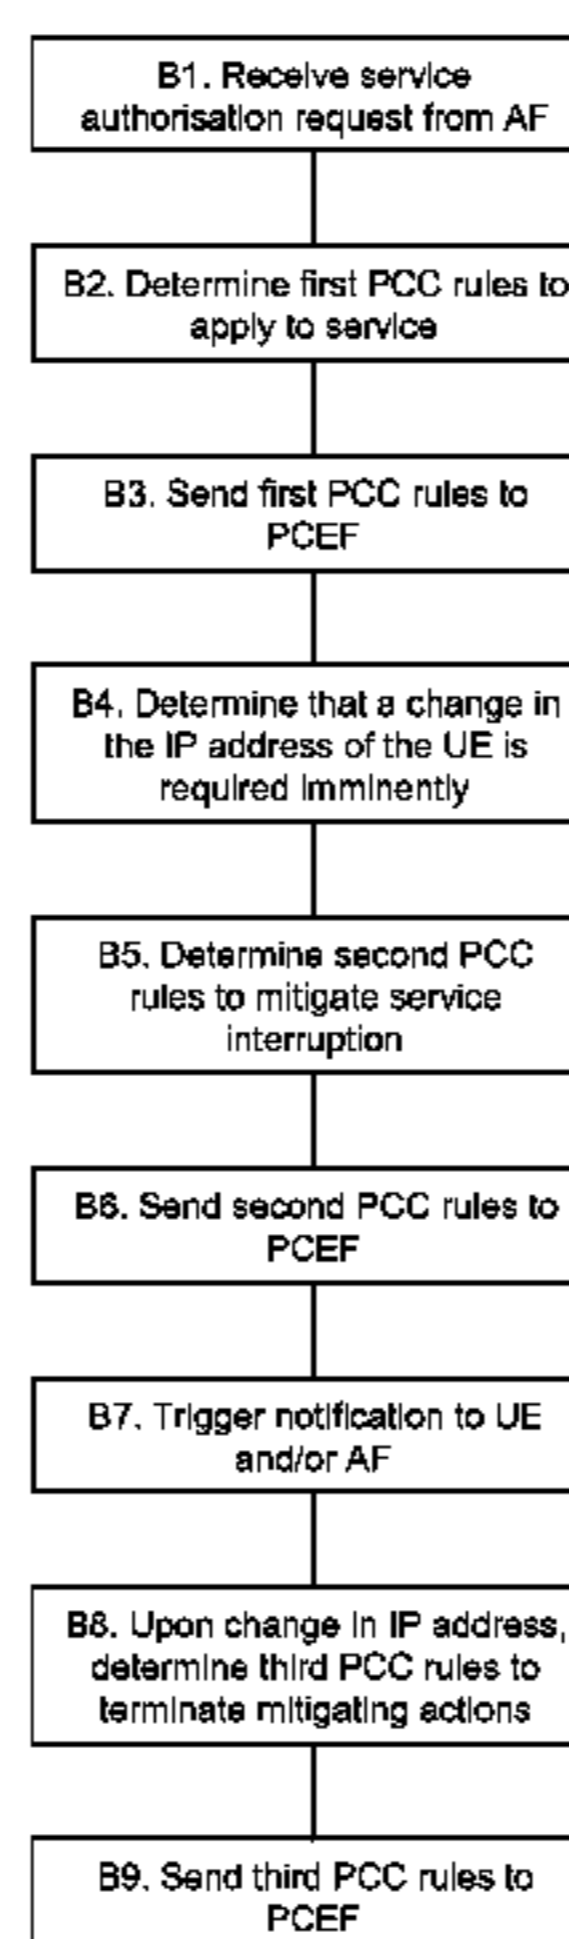 B1. Receive service
authorisation request from AF
B2. Determine first PCC rules to
apply to service
B3. Send first PCC rules to
PCEF
B4. Determine that a change in
the IP address of the UE is
required imminently
B5. Determine second PCC
rules to mitigate service
interruption
B6. Send second PCC rules to
PCEF
B7. Trigger notification to UE
and/or AF
B8. Upon change in IP address,
determine third PCC rules to
terminate mitigating actions
B9. Send third PCC rules to
PCEF